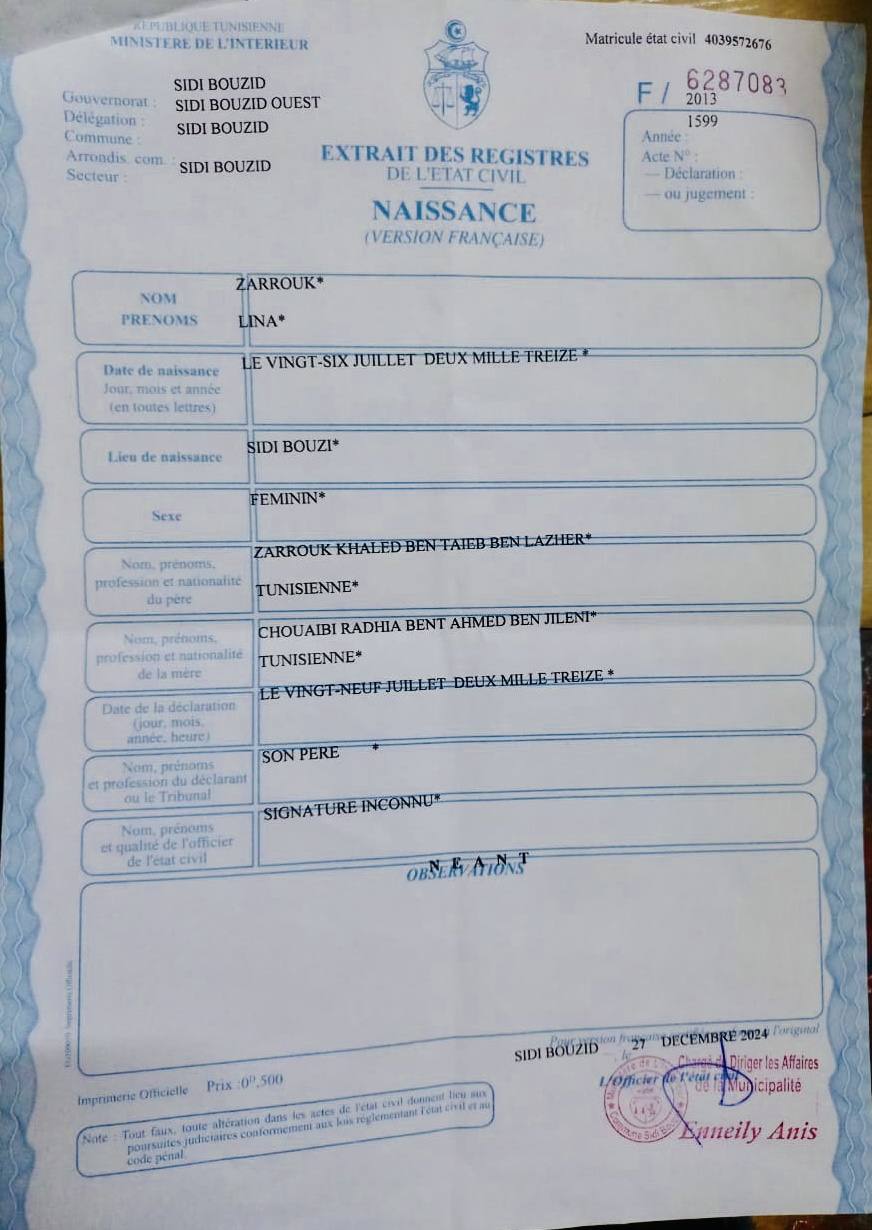 REPUBLIQUE TUNISIENNE
MINISTERE DE L'INTERIEUR
Matricule état civil 4039572676
Gouvernorat : SIDI BOUZID
Délégation : SIDI BOUZID OUEST
Commune : SIDI BOUZID
Arrondis. com. :
Secteur : SIDI BOUZID
F / 6287083
2013
1599
Année :
Acte N° :
— Déclaration :
— ou jugement :
EXTRAIT DES REGISTRES
DE L'ETAT CIVIL
NAISSANCE
(VERSION FRANÇAISE)
NOM ZARROUK*
PRENOMS LINA*
Date de naissance
Jour, mois et année
(en toutes lettres)
LE VINGT-SIX JUILLET DEUX MILLE TREIZE *
Lieu de naissance SIDI BOUZI*
Sexe FEMININ*
Nom, prénoms,
profession et nationalité
du père
ZARROUK KHALED BEN TAIEB BEN LAZHER*
TUNISIENNE*
Nom, prénoms,
profession et nationalité
de la mère
CHOUAIBI RADHIA BENT AHMED BEN JILENI*
TUNISIENNE*
Date de la déclaration
(jour, mois,
année, heure)
LE VINGT-NEUF JUILLET DEUX MILLE TREIZE *
Nom, prénoms
et profession du déclarant
ou le Tribunal
SON PERE *
Nom, prénoms
et qualité de l'officier
de l'état civil
SIGNATURE INCONNU*
N E A N T
OBSERVATIONS
Pour version française certifiée conforme à l'original
SIDI BOUZID , le 27 DECEMBRE 2024
L'Officier de l'état civil
Chargé de Diriger les Affaires
de la Municipalité
Enneily Anis
Imprimerie Officielle Prix :0ᴰ,500
Note : Tout faux, toute altération dans les actes de l'état civil donnent lieu aux
poursuites judiciaires conformement aux lois réglementant l'état civil et au
code pénal.